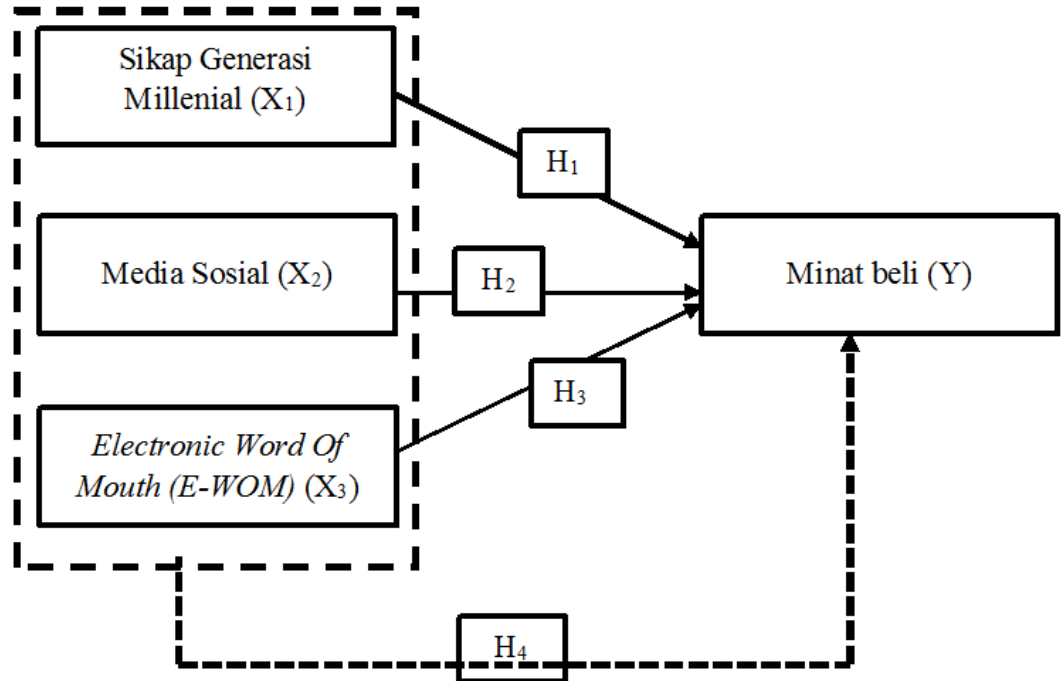 Sikap Generasi
Millenial (X₁)
H₁
Media Sosial (X₂)
H₂
Minat beli (Y)
Electronic Word Of
Mouth (E-WOM) (X₃)
H₃
H₄